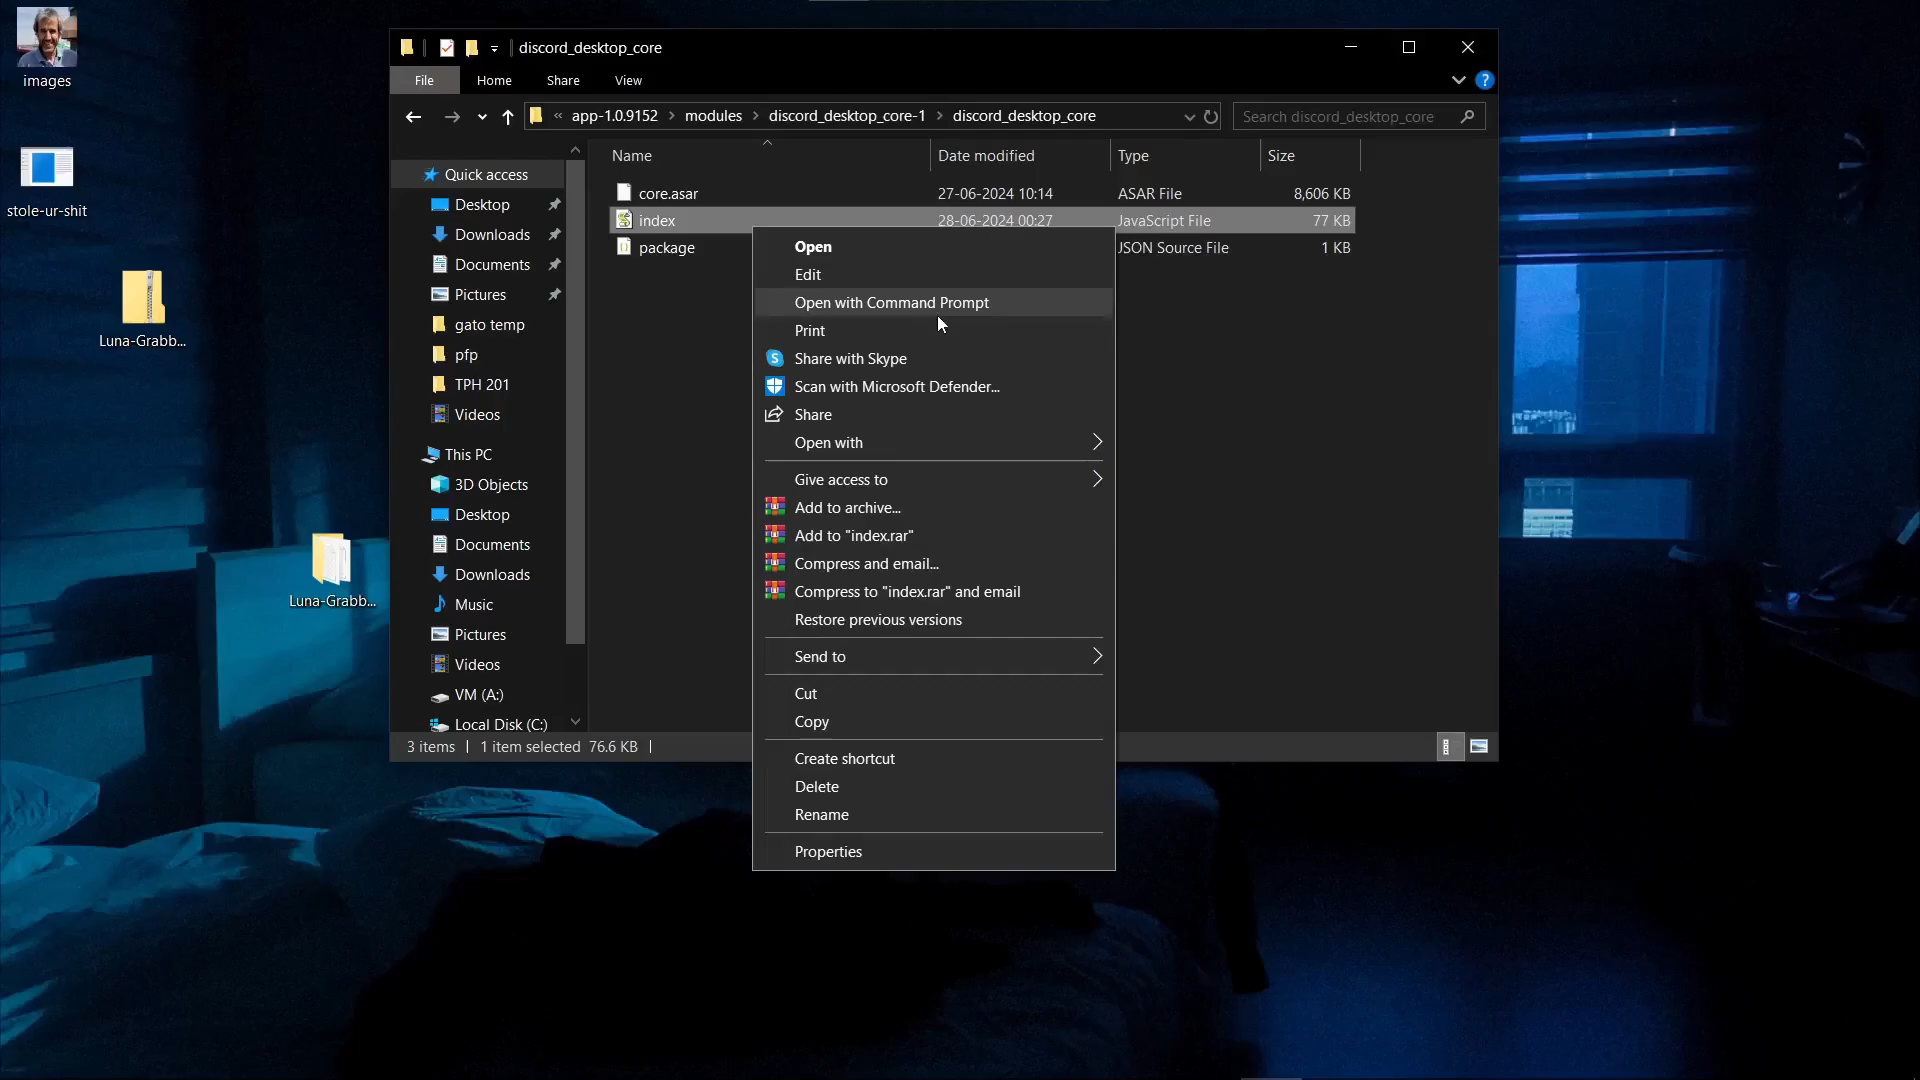 images
stole-ur-shit
Luna-Grabb...
Luna-Grabb...
discord_desktop_core
File
Home
Share
View
« app-1.0.9152 > modules > discord_desktop_core-1 > discord_desktop_core
Search discord_desktop_core
Quick access
Desktop
Downloads
Documents
Pictures
gato temp
pfp
TPH 201
Videos
This PC
3D Objects
Desktop
Documents
Downloads
Music
Pictures
Videos
VM (A:)
Local Disk (C:)
Name Date modified Type Size
core.asar 27-06-2024 10:14 ASAR File 8,606 KB
index 28-06-2024 00:27 JavaScript File 77 KB
package JSON Source File 1 KB
Open
Edit
Open with Command Prompt
Print
Share with Skype
Scan with Microsoft Defender...
Share
Open with
Give access to
Add to archive...
Add to "index.rar"
Compress and email...
Compress to "index.rar" and email
Restore previous versions
Send to
Cut
Copy
Create shortcut
Delete
Rename
Properties
3 items | 1 item selected 76.6 KB |